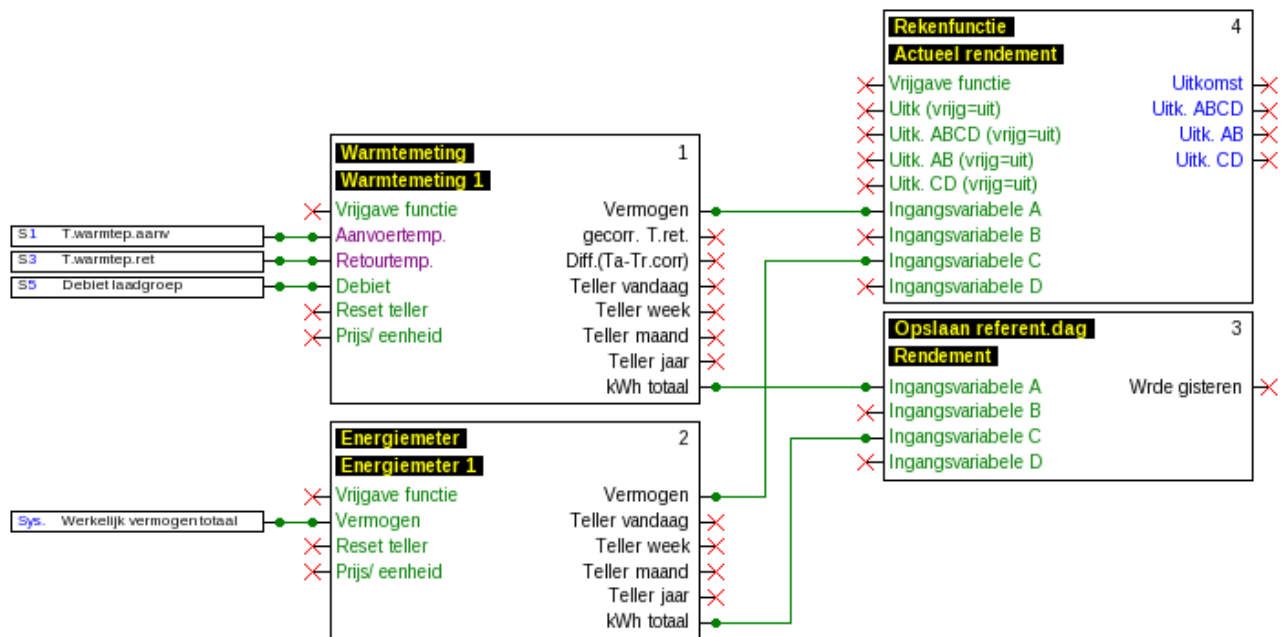 S1 T.warmtep.aanv
S3 T.warmtep.ret
S5 Debiet laadgroep
Warmtemeting 1
Warmtemeting 1
Vrijgave functie
Aanvoertemp.
Retourtemp.
Debiet
Reset teller
Prijs/ eenheid
Vermogen
gecorr. T.ret.
Diff.(Ta-Tr.corr)
Teller vandaag
Teller week
Teller maand
Teller jaar
kWh totaal
Sys. Werkelijk vermogen totaal
Energiemeter 2
Energiemeter 1
Vrijgave functie
Vermogen
Reset teller
Prijs/ eenheid
Vermogen
Teller vandaag
Teller week
Teller maand
Teller jaar
kWh totaal
Rekenfunctie 4
Actueel rendement
Vrijgave functie
Uitk (vrijg=uit)
Uitk. ABCD (vrijg=uit)
Uitk. AB (vrijg=uit)
Uitk. CD (vrijg=uit)
Ingangsvariabele A
Ingangsvariabele B
Ingangsvariabele C
Ingangsvariabele D
Uitkomst
Uitk. ABCD
Uitk. AB
Uitk. CD
Opslaan referent.dag 3
Rendement
Ingangsvariabele A
Ingangsvariabele B
Ingangsvariabele C
Ingangsvariabele D
Wrde gisteren